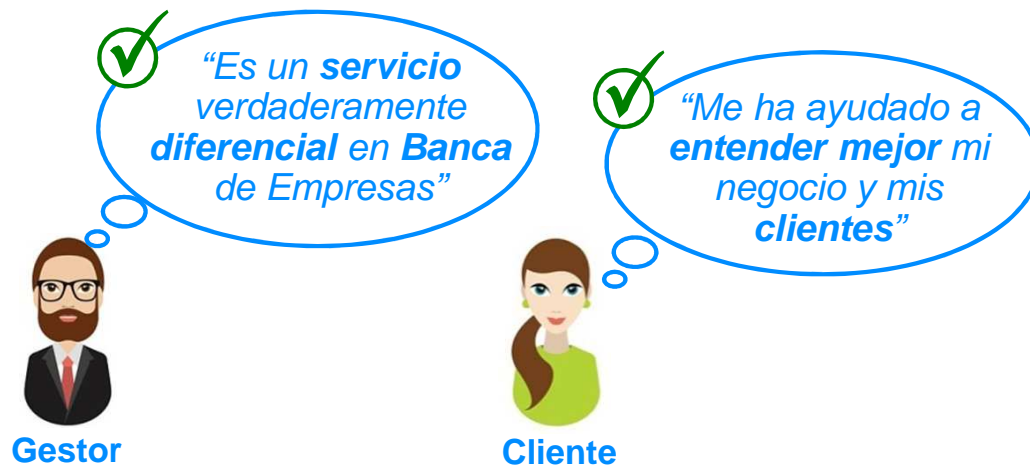 “Es un servicio
verdaderamente
diferencial en Banca
de Empresas”
“Me ha ayudado a
entender mejor mi
negocio y mis
clientes”
Gestor
Cliente